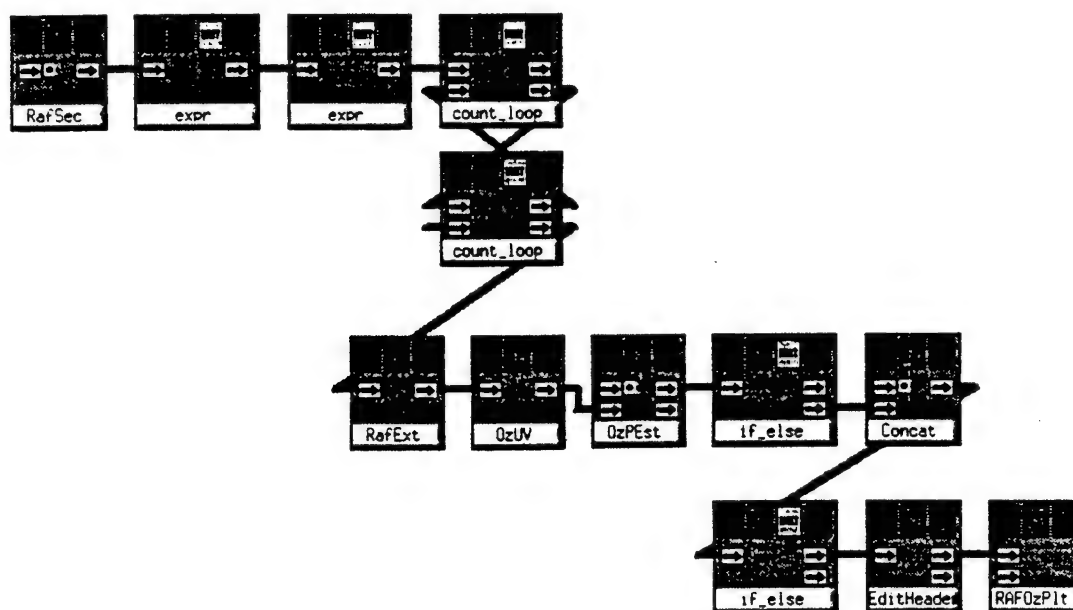 RafSec
expr
expr
count_loop
count_loop
RafExt
OzUV
OzPEst
if_else
Concat
if_else
EditHeader
RAFOzPlt